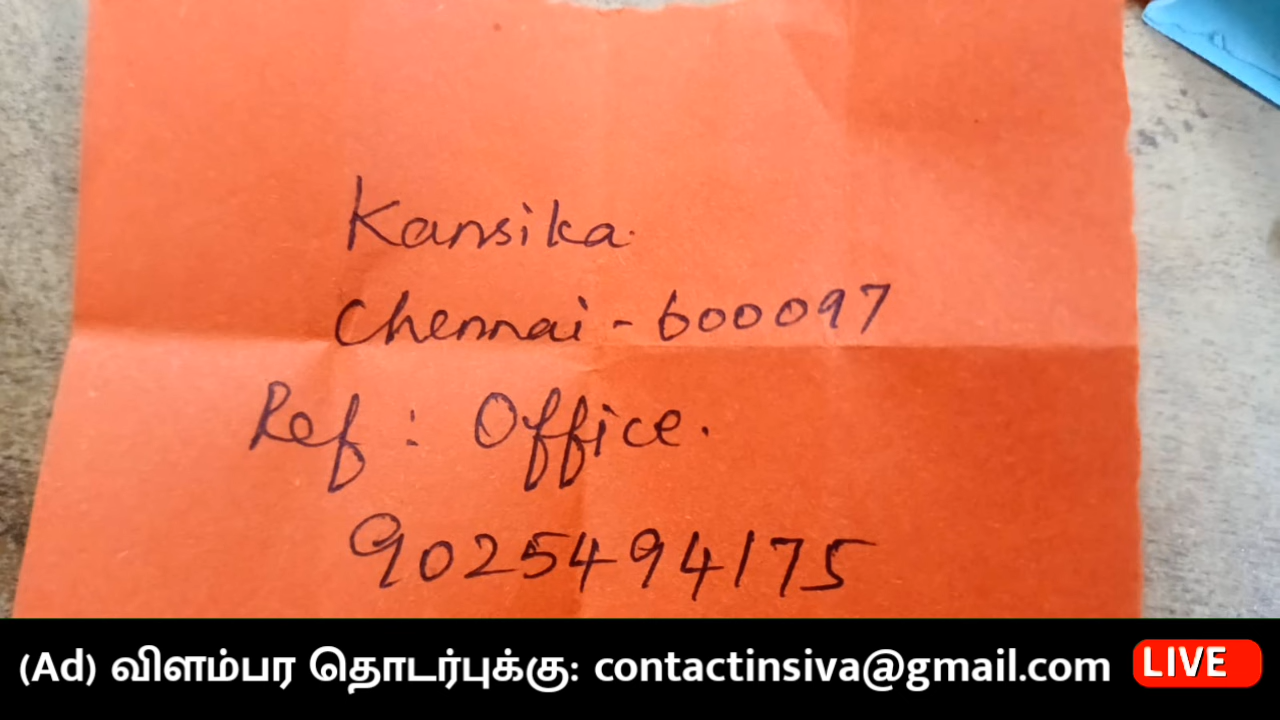 Kansika.
Chennai - 600097
Ref : Office.
9025494175
(Ad) விளம்பர தொடர்புக்கு: contactinsiva@gmail.com LIVE